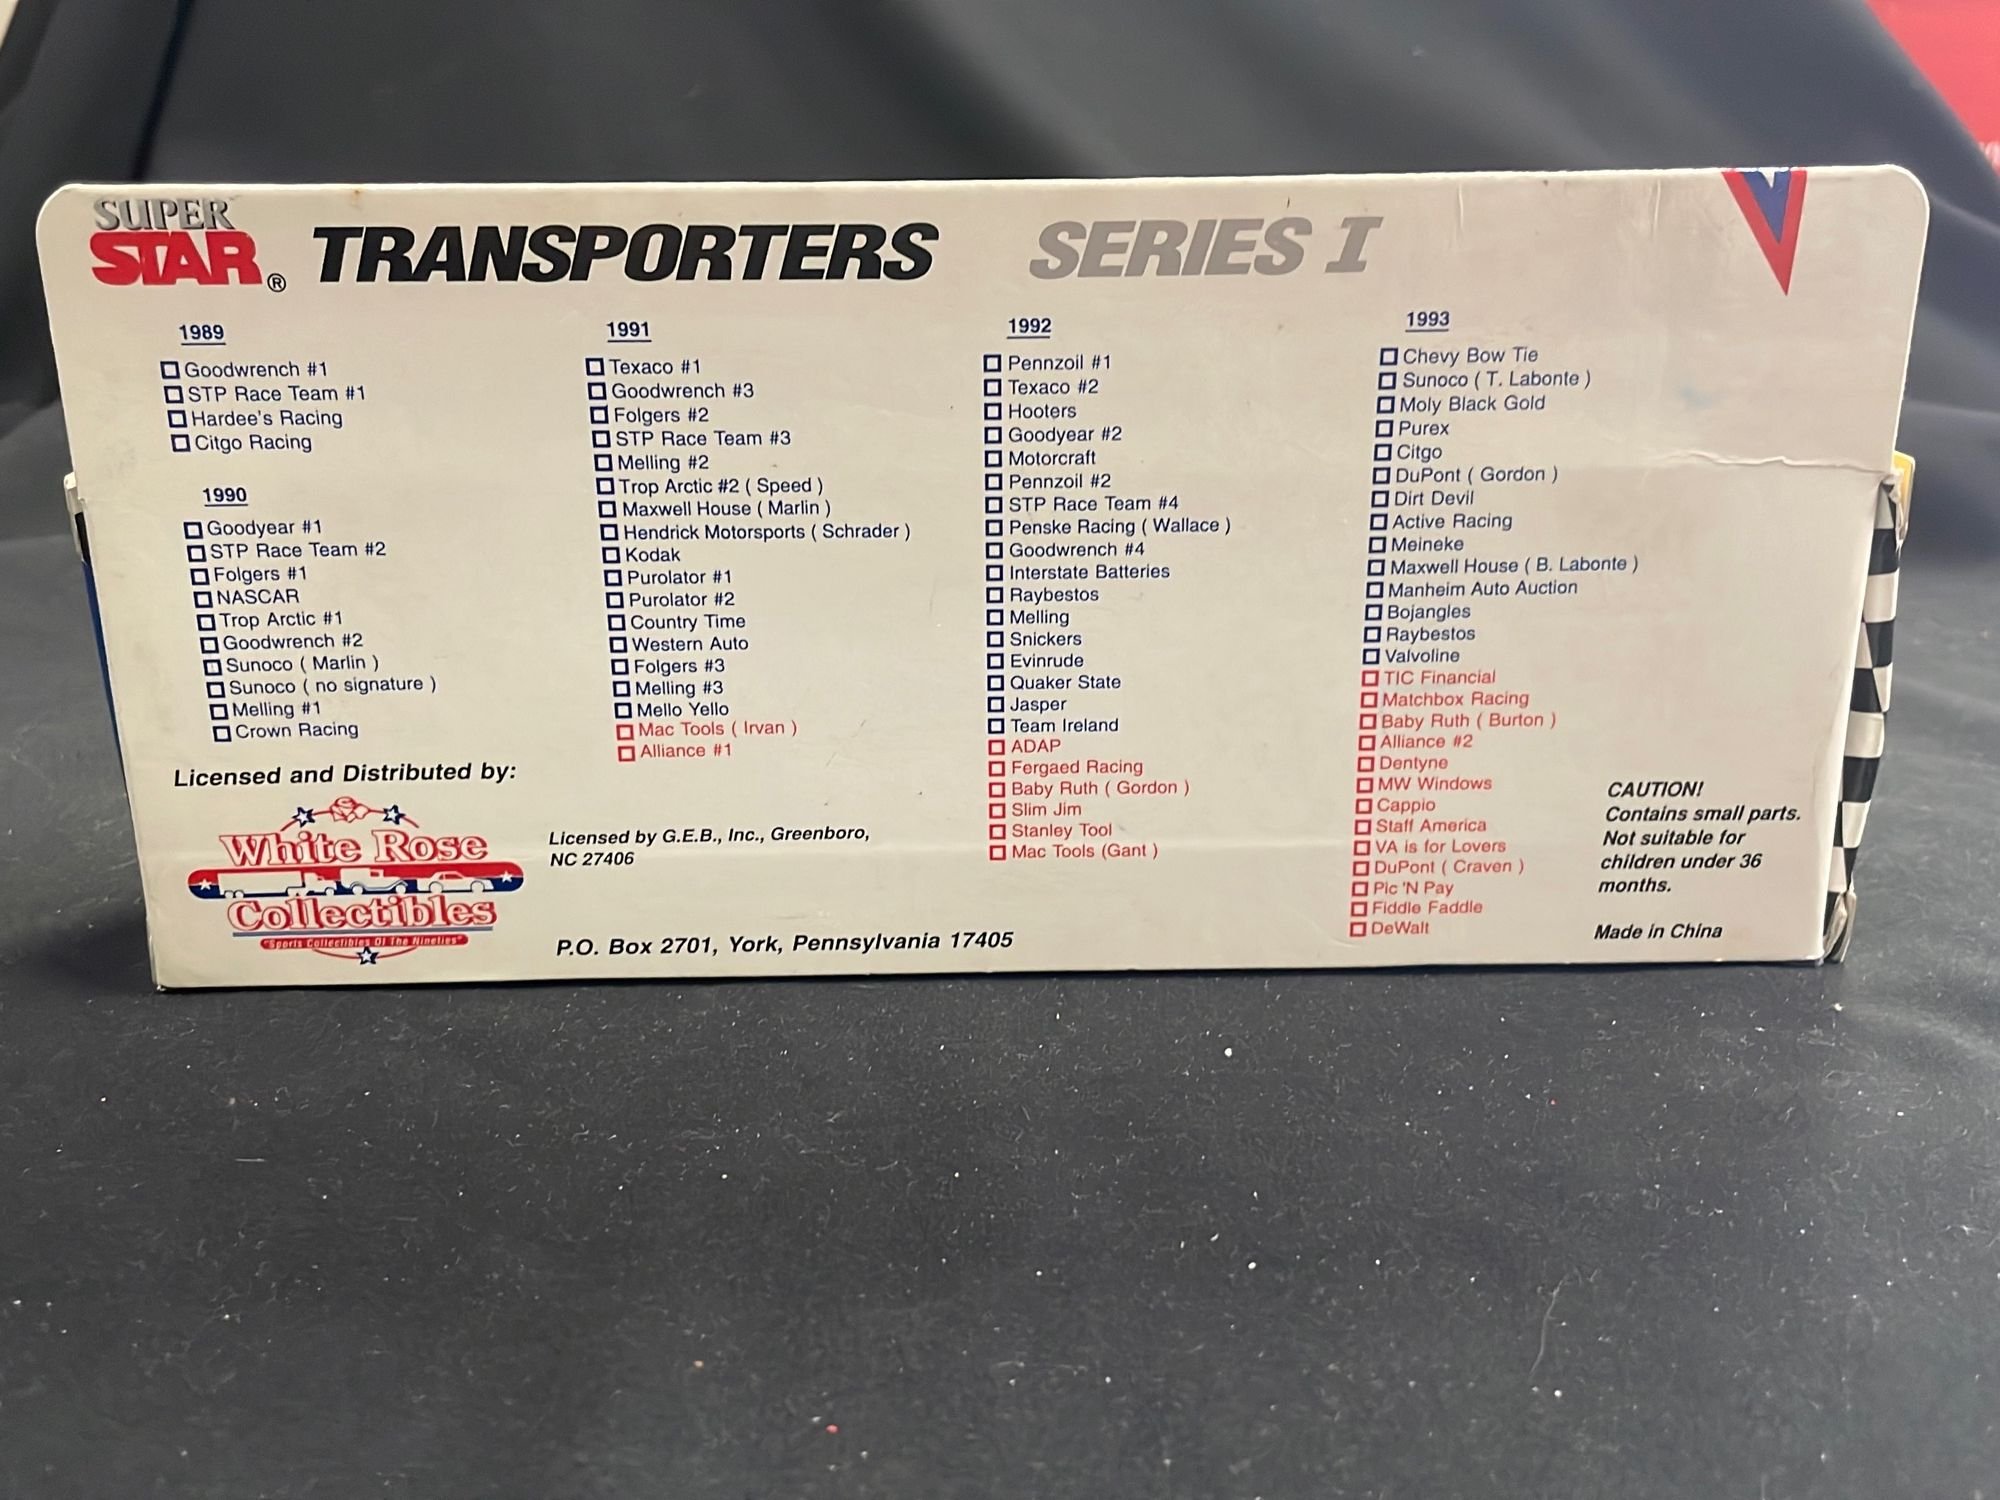 SUPER
STAR® TRANSPORTERS SERIES I
1989
Goodwrench #1
STP Race Team #1
Hardee's Racing
Citgo Racing
1990
Goodyear #1
STP Race Team #2
Folgers #1
NASCAR
Trop Arctic #1
Goodwrench #2
Sunoco ( Marlin )
Sunoco ( no signature )
Melling #1
Crown Racing
1991
Texaco #1
Goodwrench #3
Folgers #2
STP Race Team #3
Melling #2
Trop Arctic #2 ( Speed )
Maxwell House ( Marlin )
Hendrick Motorsports ( Schrader )
Kodak
Purolator #1
Purolator #2
Country Time
Western Auto
Folgers #3
Melling #3
Mello Yello
Mac Tools ( Irvan )
Alliance #1
1992
Pennzoil #1
Texaco #2
Hooters
Goodyear #2
Motorcraft
Pennzoil #2
STP Race Team #4
Penske Racing ( Wallace )
Goodwrench #4
Interstate Batteries
Raybestos
Melling
Snickers
Evinrude
Quaker State
Jasper
Team Ireland
ADAP
Fergaed Racing
Baby Ruth ( Gordon )
Slim Jim
Stanley Tool
Mac Tools (Gant )
1993
Chevy Bow Tie
Sunoco ( T. Labonte )
Moly Black Gold
Purex
Citgo
DuPont ( Gordon )
Dirt Devil
Active Racing
Meineke
Maxwell House ( B. Labonte )
Manheim Auto Auction
Bojangles
Raybestos
Valvoline
TIC Financial
Matchbox Racing
Baby Ruth ( Burton )
Alliance #2
Dentyne
MW Windows
Cappio
Staff America
VA is for Lovers
DuPont ( Craven )
Pic 'N Pay
Fiddle Faddle
DeWalt
Licensed and Distributed by:
White Rose
Collectibles
"Sports Collectibles Of The Nineties"
Licensed by G.E.B., Inc., Greenboro,
NC 27406
P.O. Box 2701, York, Pennsylvania 17405
CAUTION!
Contains small parts.
Not suitable for
children under 36
months.
Made in China